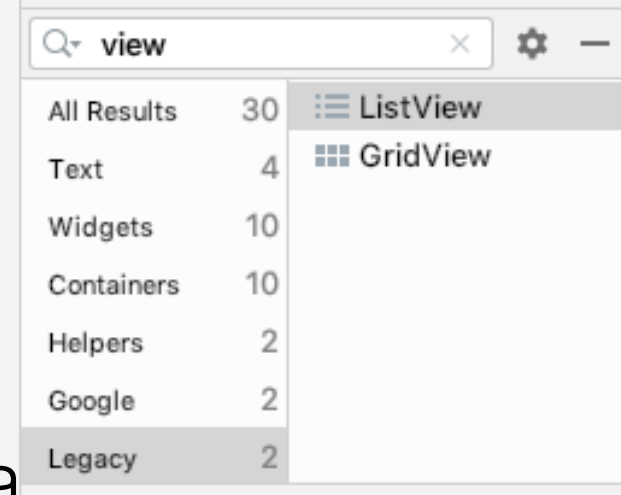 view
All Results 30
Text 4
Widgets 10
Containers 10
Helpers 2
Google 2
Legacy 2
ListView
GridView
a